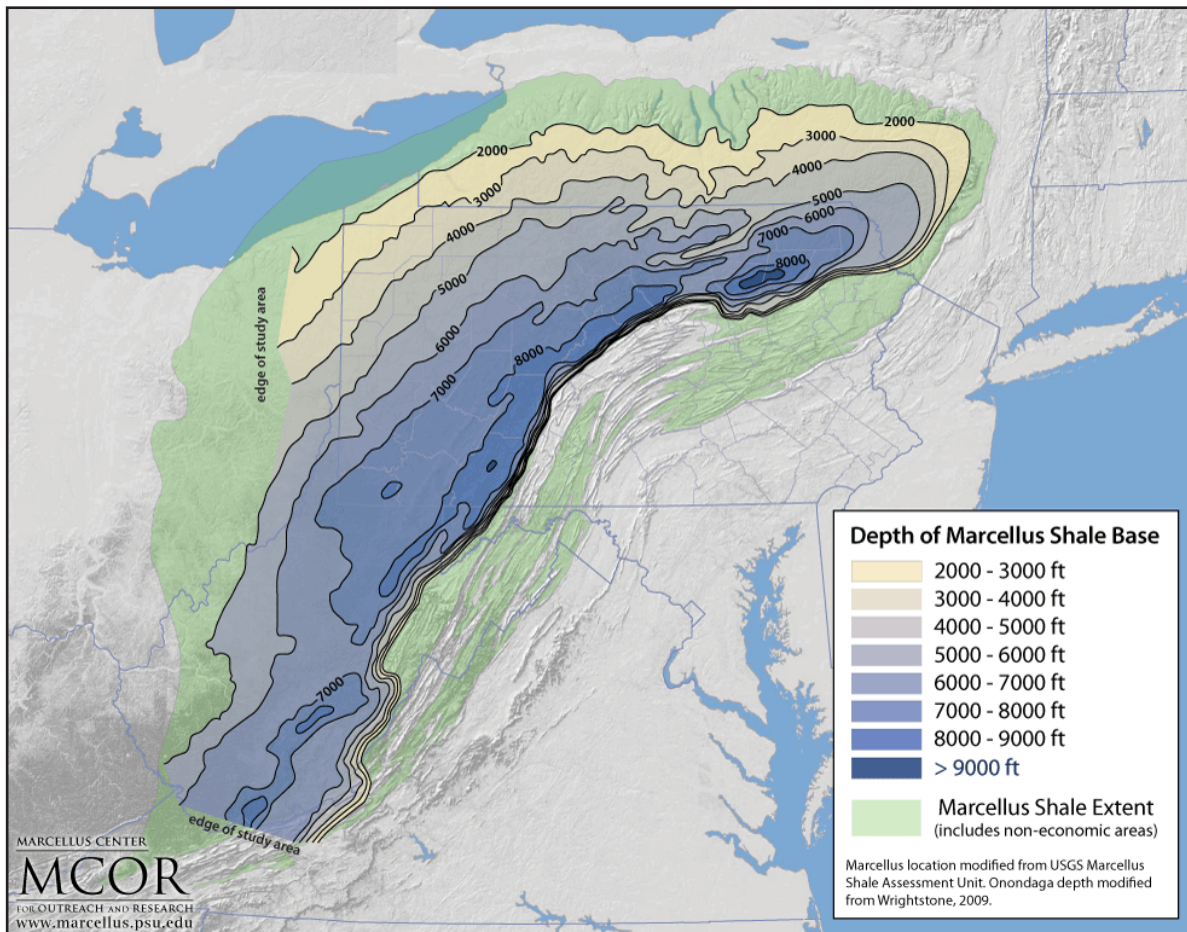 2000
2000
3000
3000
4000
4000
5000
5000
6000
6000
7000
7000
8000
8000
7000
edge of study area
edge of study area
Depth of Marcellus Shale Base
2000 - 3000 ft
3000 - 4000 ft
4000 - 5000 ft
5000 - 6000 ft
6000 - 7000 ft
7000 - 8000 ft
8000 - 9000 ft
> 9000 ft
Marcellus Shale Extent
(includes non-economic areas)
Marcellus location modified from USGS Marcellus
Shale Assessment Unit. Onondaga depth modified
from Wrightstone, 2009.
MARCELLUS CENTER
MCOR
FOR OUTREACH AND RESEARCH
www.marcellus.psu.edu